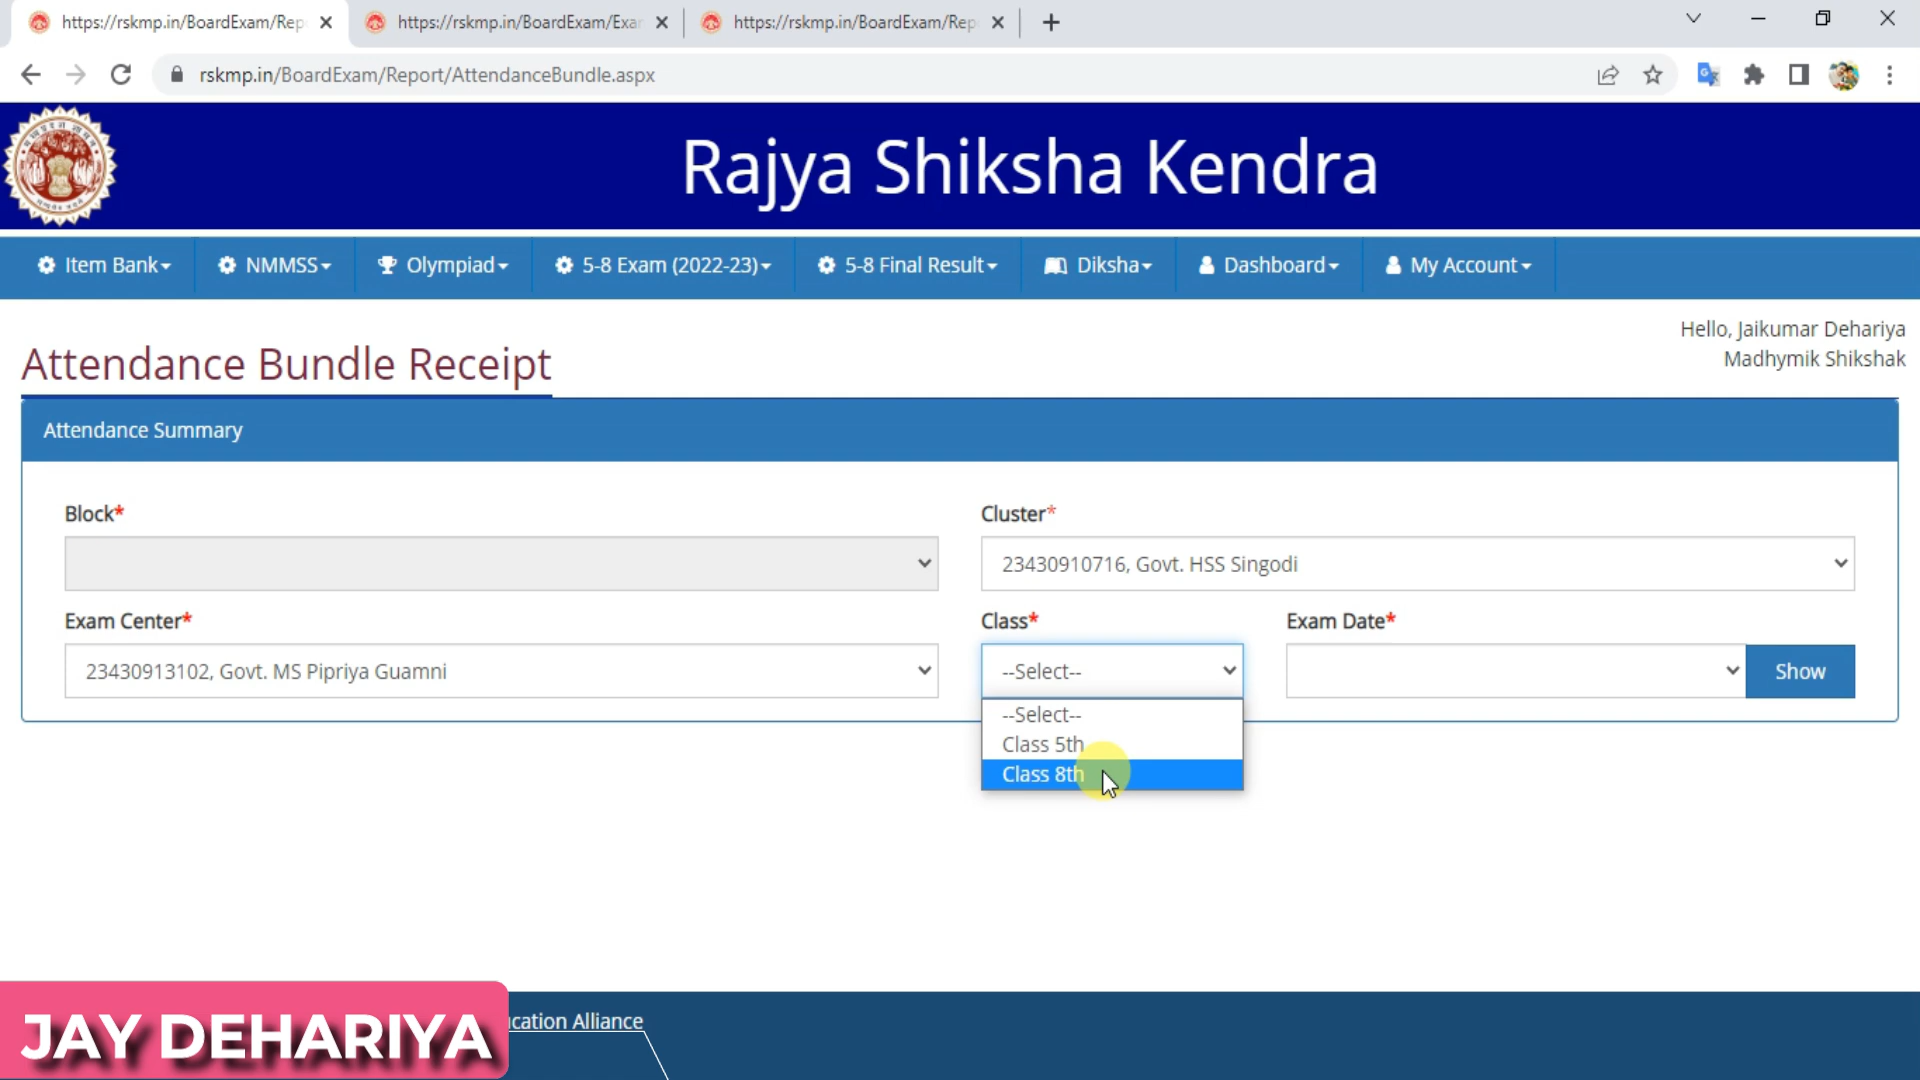 https://rskmp.in/BoardExam/Rep
https://rskmp.in/BoardExam/Exa
https://rskmp.in/BoardExam/Rep
rskmp.in/BoardExam/Report/AttendanceBundle.aspx
Rajya Shiksha Kendra
Item Bank NMMSS Olympiad 5-8 Exam (2022-23) 5-8 Final Result Diksha Dashboard My Account
Hello, Jaikumar Dehariya
Madhymik Shikshak
Attendance Bundle Receipt
Attendance Summary
Block* Cluster*
23430910716, Govt. HSS Singodi
Exam Center* Class* Exam Date*
23430913102, Govt. MS Pipriya Guamni --Select-- Show
--Select--
Class 5th
Class 8th
ucation Alliance
JAY DEHARIYA